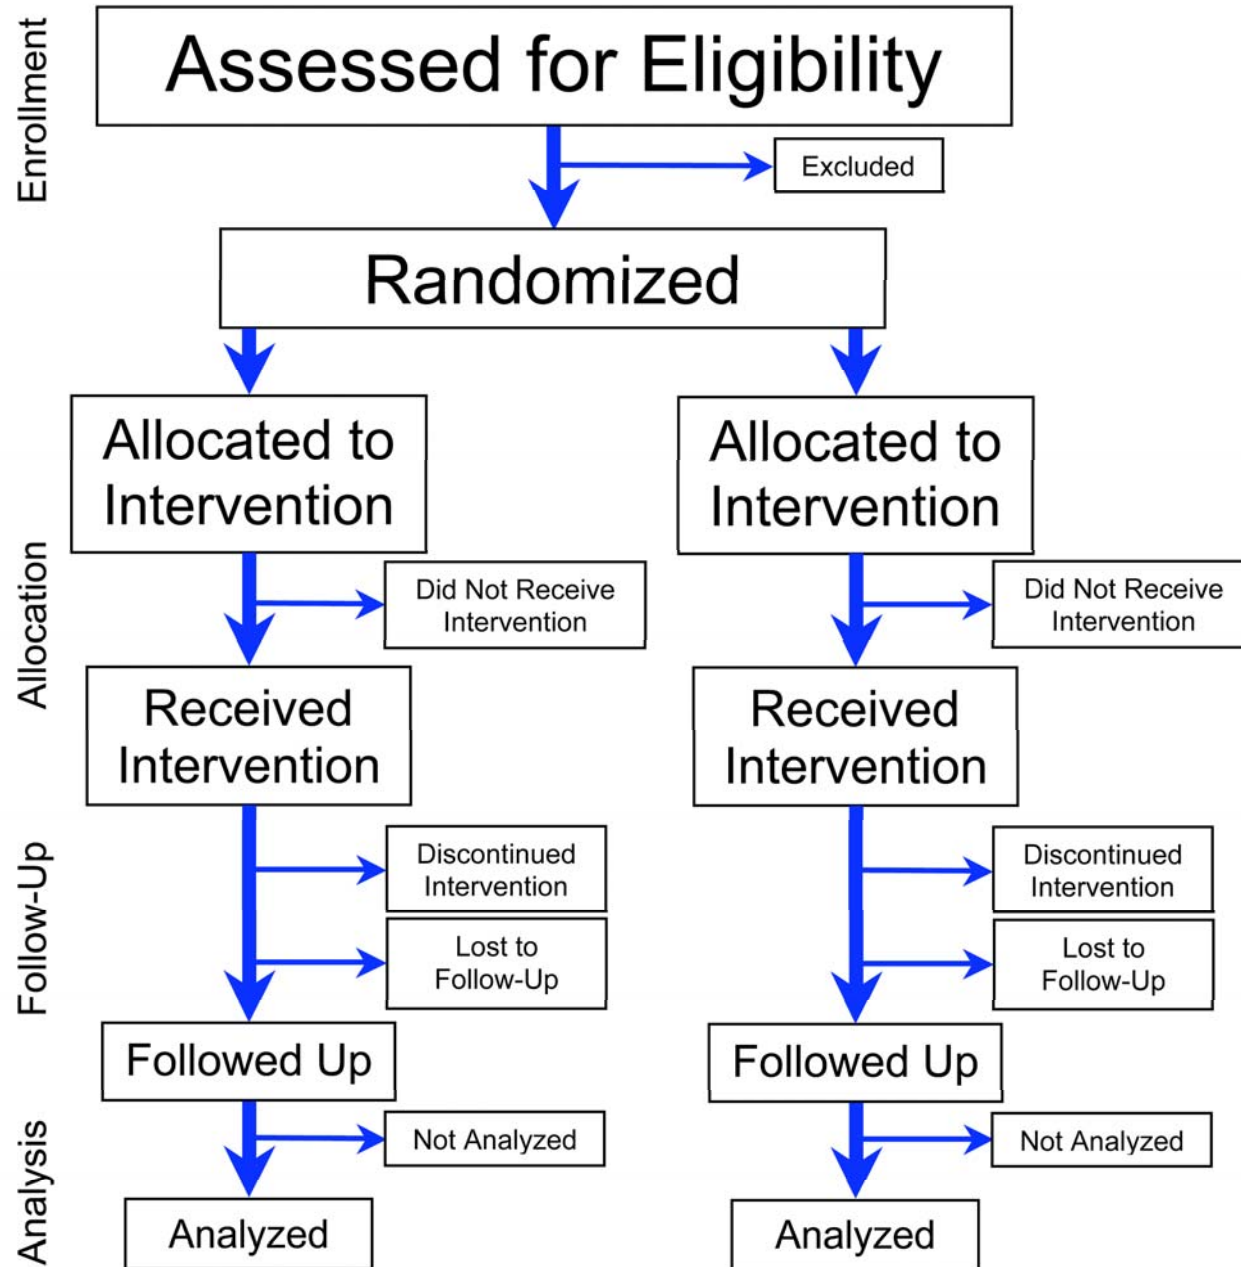 Enrollment
Assessed for Eligibility
Excluded
Randomized
Allocation
Allocated to
Intervention
Allocated to
Intervention
Did Not Receive
Intervention
Did Not Receive
Intervention
Received
Intervention
Received
Intervention
Follow-Up
Discontinued
Intervention
Discontinued
Intervention
Lost to
Follow-Up
Lost to
Follow-Up
Followed Up
Followed Up
Analysis
Not Analyzed
Not Analyzed
Analyzed
Analyzed